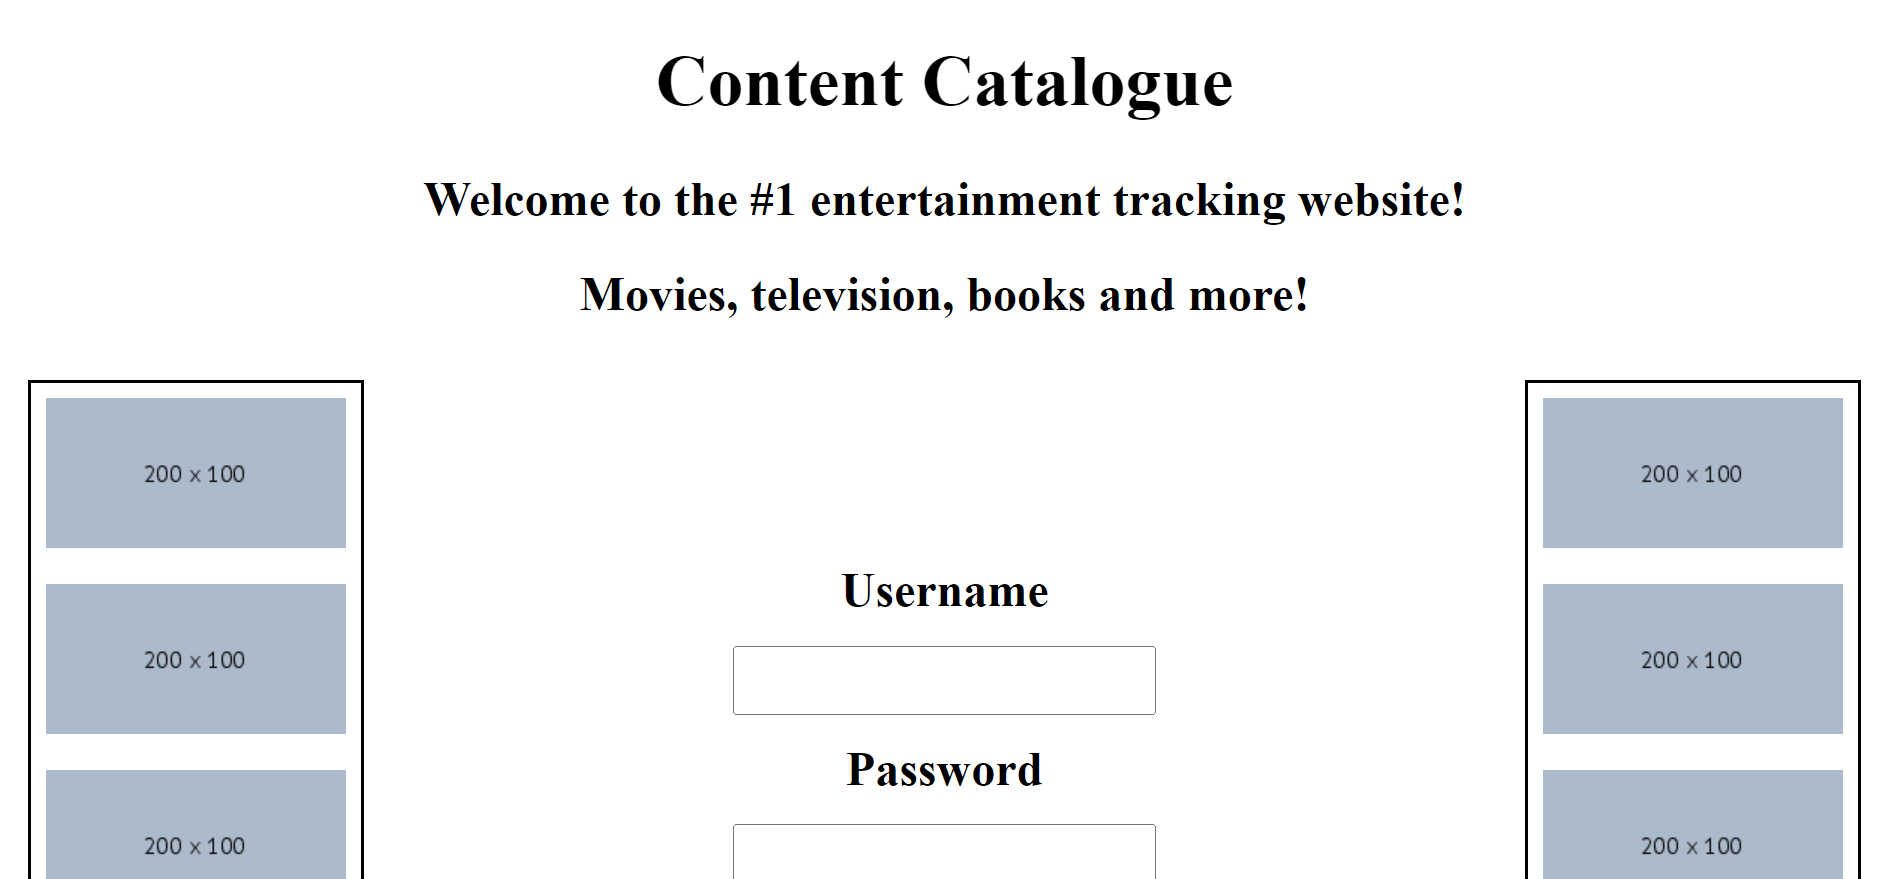 Content Catalogue
Welcome to the #1 entertainment tracking website!
Movies, television, books and more!
200 x 100
200 x 100
200 x 100
Username
Password
200 x 100
200 x 100
200 x 100